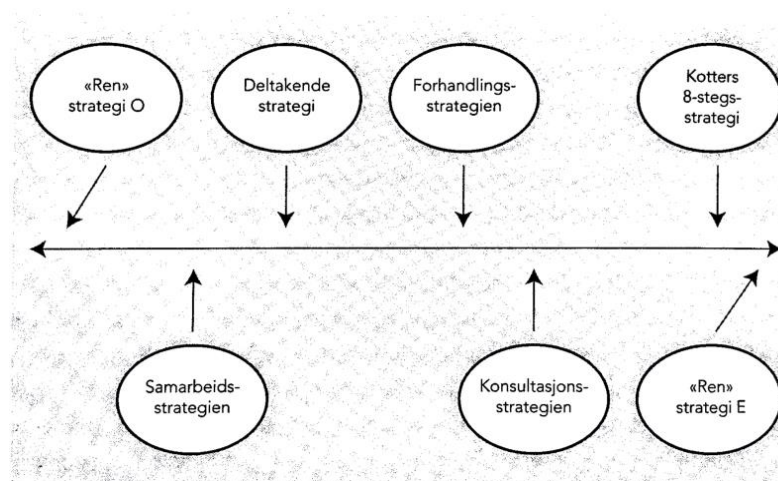 «Ren»
strategi O
Deltakende
strategi
Forhandlings-
strategien
Kotters
8-stegs-
strategi
Samarbeids-
strategien
Konsultasjons-
strategien
«Ren»
strategi E